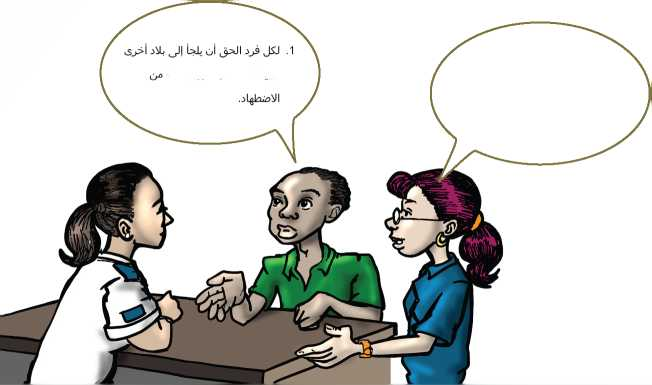 1. لكل فرد الحق أن يلجأ إلى بلاد أخرى
من
الاضطهاد.